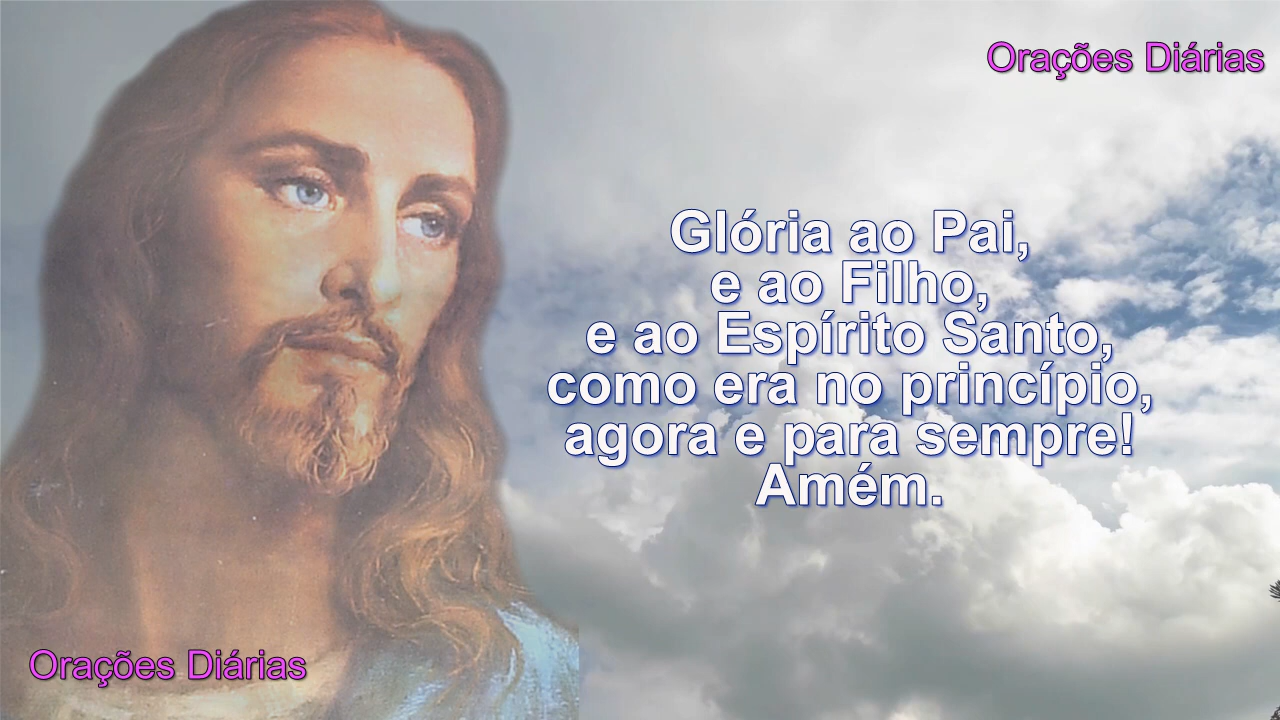 Orações Diárias
Glória ao Pai,
e ao Filho,
e ao Espírito Santo,
como era no princípio,
agora e para sempre!
Amém.
Orações Diárias